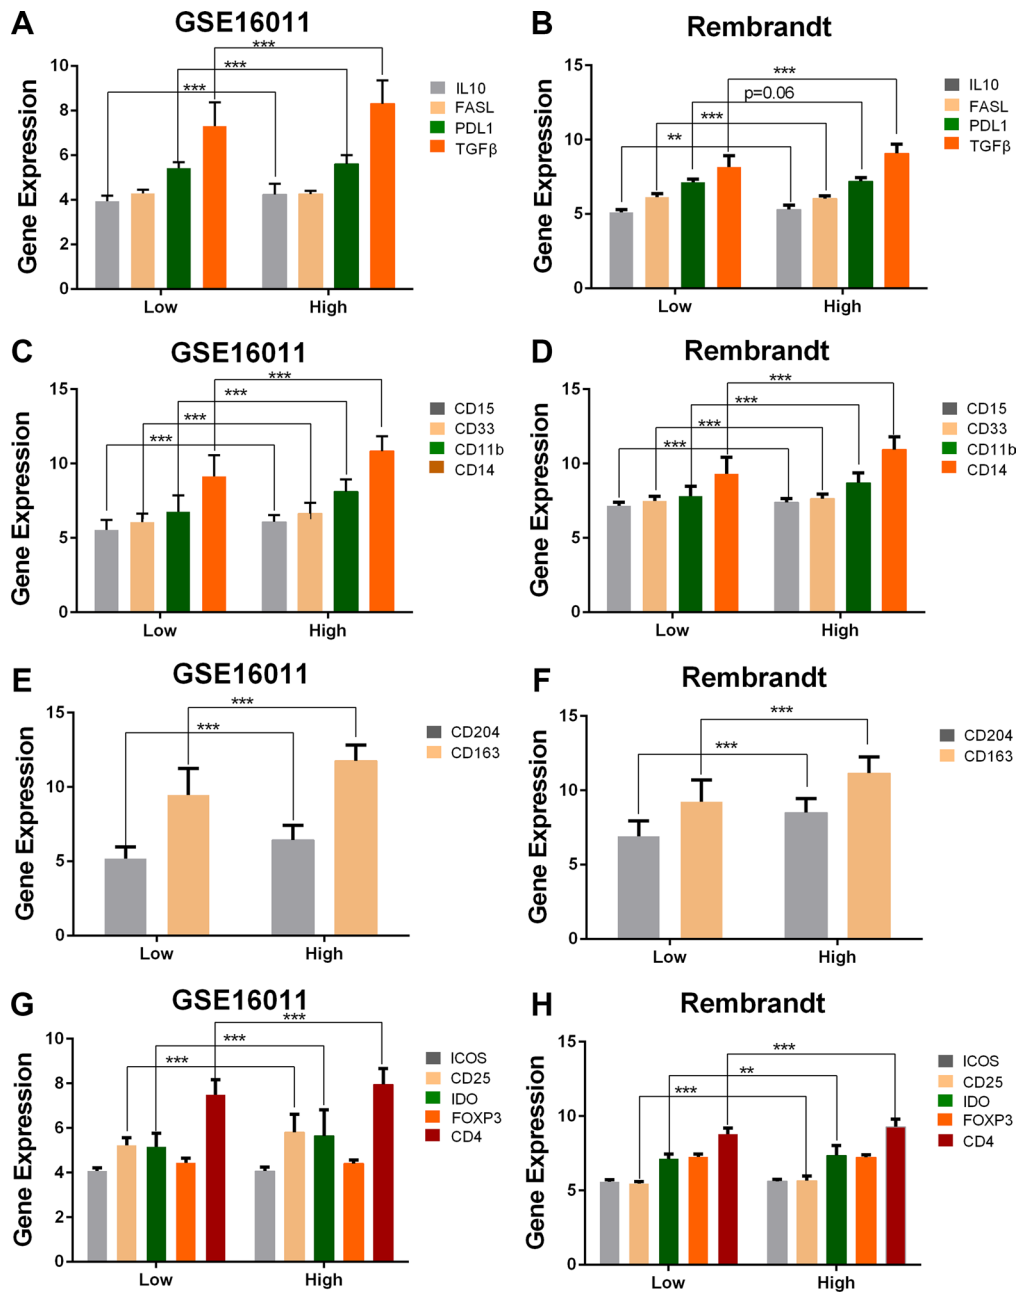 A
GSE16011
Gene Expression
10
8
6
4
2
0
***
***
***
Low
High
IL10
FASL
PDL1
TGFβ
B
Rembrandt
Gene Expression
15
10
5
0
***
p=0.06
***
**
Low
High
IL10
FASL
PDL1
TGFβ
C
GSE16011
Gene Expression
15
10
5
0
***
***
***
***
Low
High
CD15
CD33
CD11b
CD14
D
Rembrandt
Gene Expression
15
10
5
0
***
***
***
***
Low
High
CD15
CD33
CD11b
CD14
E
GSE16011
Gene Expression
15
10
5
0
***
***
Low
High
CD204
CD163
F
Rembrandt
Gene Expression
15
10
5
0
***
***
Low
High
CD204
CD163
G
GSE16011
Gene Expression
10
8
6
4
2
0
***
***
***
Low
High
ICOS
CD25
IDO
FOXP3
CD4
H
Rembrandt
Gene Expression
15
10
5
0
***
**
***
Low
High
ICOS
CD25
IDO
FOXP3
CD4